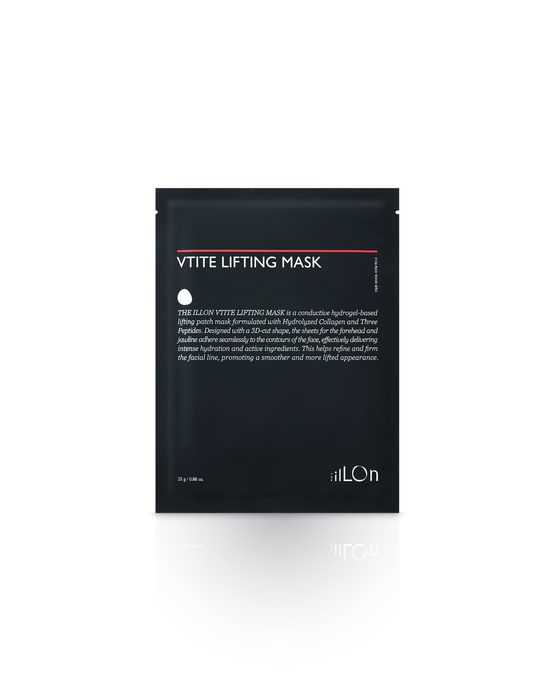 VTITE LIFTING MASK
THE ILLON VTITE LIFTING MASK is a conductive hydrogel-based
lifting patch mask formulated with Hydrolyzed Collagen and Three
Peptides. Designed with a 3D-cut shape, the sheets for the forehead and
jawline adhere seamlessly to the contours of the face, effectively delivering
intense hydration and active ingredients. This helps refine and firm
the facial line, promoting a smoother and more lifted appearance.
25 g / 0.88 oz.
illOn